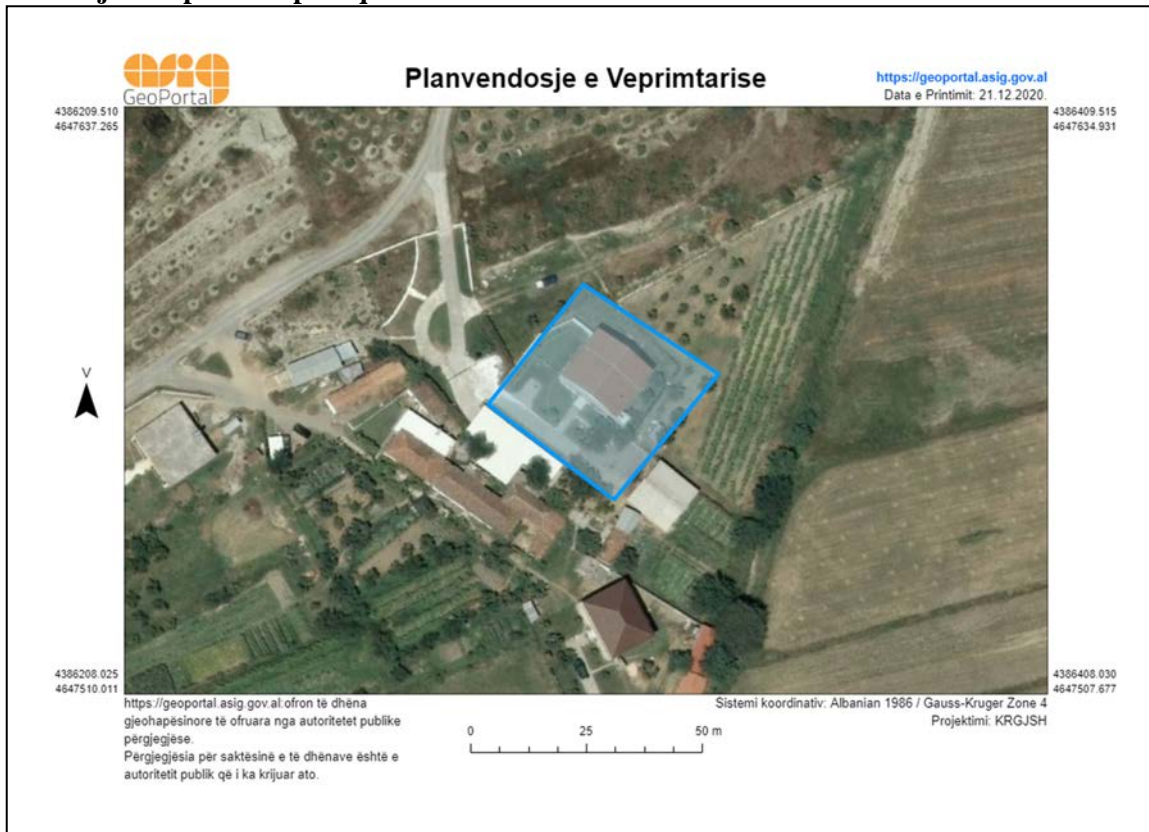 asig
GeoPortal
Planvendosje e Veprimtarise
https://geoportal.asig.gov.al
Data e Printimit: 21.12.2020.
4386209.510
4647637.265
4386409.515
4647634.931
V
4386208.025
4647510.011
4386408.030
4647507.677
https://geoportal.asig.gov.al.ofron të dhëna
gjeohapësinore të ofruara nga autoritetet publike
përgjegjëse.
Përgjegjësia për saktësinë e të dhënave është e
autoritetit publik që i ka krijuar ato.
0 25 50 m
Sistemi koordinativ: Albanian 1986 / Gauss-Kruger Zone 4
Projektimi: KRGJSH